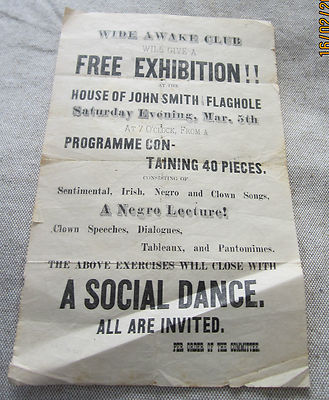 WIDE AWAKE CLUB
WILL GIVE A
FREE EXHIBITION!!
AT THE
HOUSE OF JOHN SMITH FLAGHOLE
Saturday Evening, Mar. 5th
AT 7 O'CLOCK, FROM A
PROGRAMME CON-
TAINING 40 PIECES.
CONSISTING OF
Sentimental, Irish, Negro and Clown Songs,
A Negro Lecture!
Clown Speeches, Dialogues,
Tableaux, and Pantomimes.
THE ABOVE EXERCISES WILL CLOSE WITH
A SOCIAL DANCE.
ALL ARE INVITED.
PER ORDER OF THE COMMITTEE.